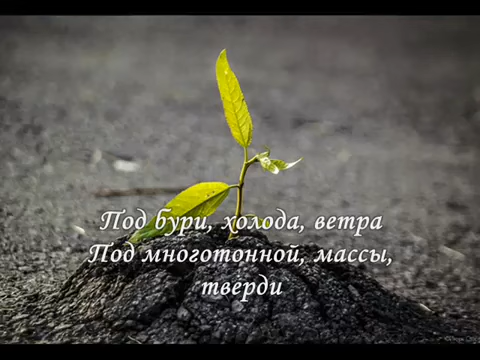 Под бури, холода, ветра
Под многотонной, массы,
тверди